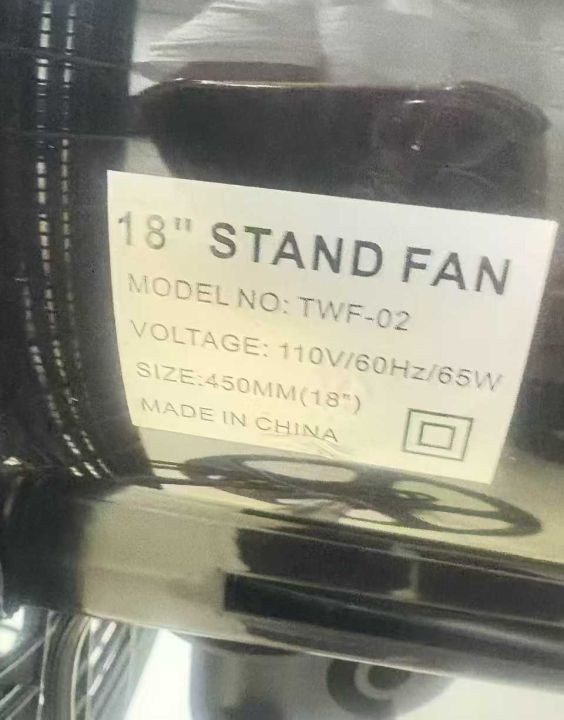 18" STAND FAN
MODEL NO: TWF-02
VOLTAGE: 110V/60Hz/65W
SIZE:450MM(18")
MADE IN CHINA